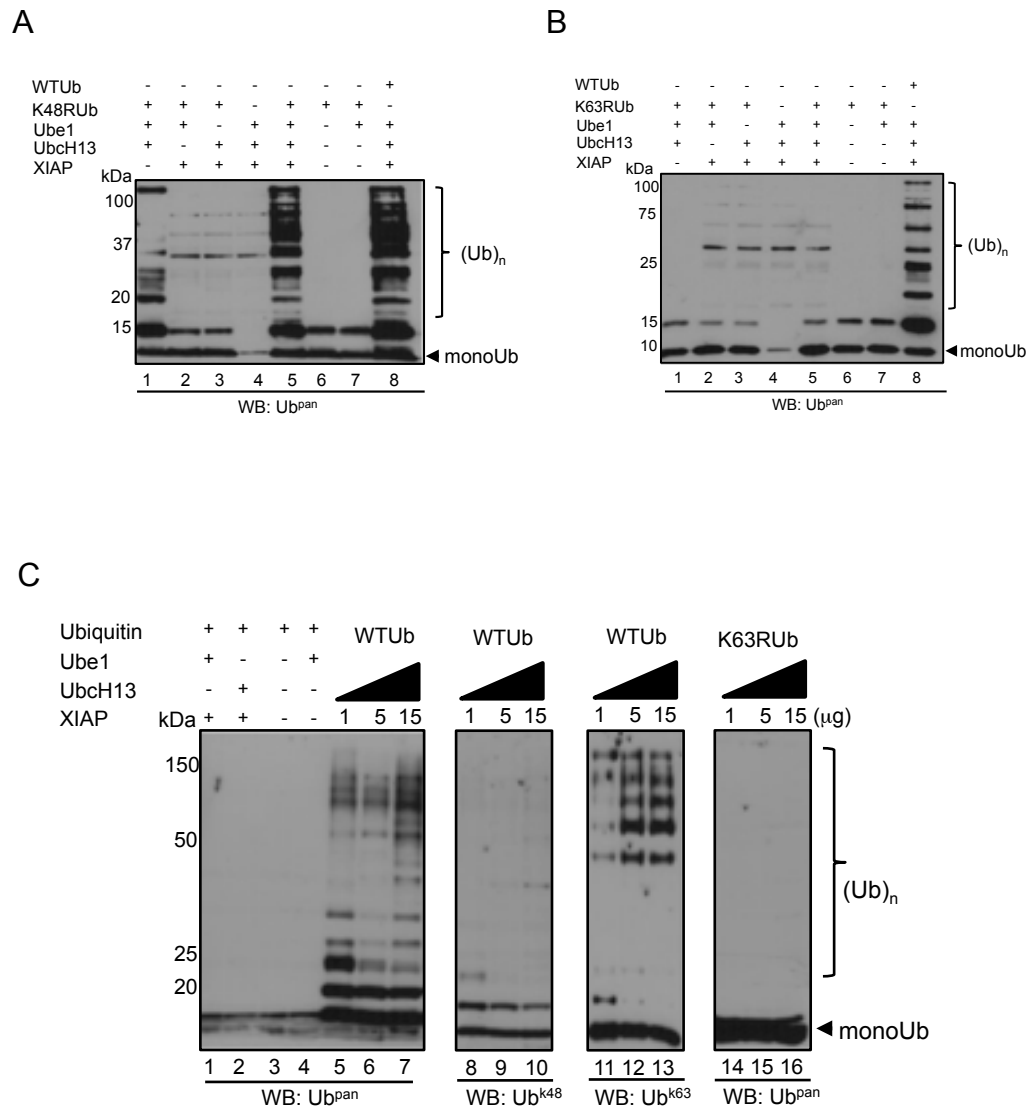 A
WTUb - - - - - - - +
K48RUb + + + - + + + -
Ube1 + + - + + - + +
UbcH13 + - + + + - - +
XIAP - + + + + - - +
kDa
100
37
20
15
(Ub)n
monoUb
1 2 3 4 5 6 7 8
WB: Ubpan
B
WTUb - - - - - - - +
K63RUb + + + - + + + -
Ube1 + + - + + - + +
UbcH13 + - + + + - - +
XIAP - + + + + - - +
kDa
100
75
25
15
10
(Ub)n
monoUb
1 2 3 4 5 6 7 8
WB: Ubpan
C
Ubiquitin + + + + WTUb WTUb WTUb K63RUb
Ube1 + - - +
UbcH13 - + - -
XIAP + + - - 1 5 15 1 5 15 1 5 15 1 5 15 (μg)
kDa
150
50
25
20
(Ub)n
monoUb
1 2 3 4 5 6 7 8 9 10 11 12 13 14 15 16
WB: Ubpan WB: Ubk48 WB: Ubk63 WB: Ubpan